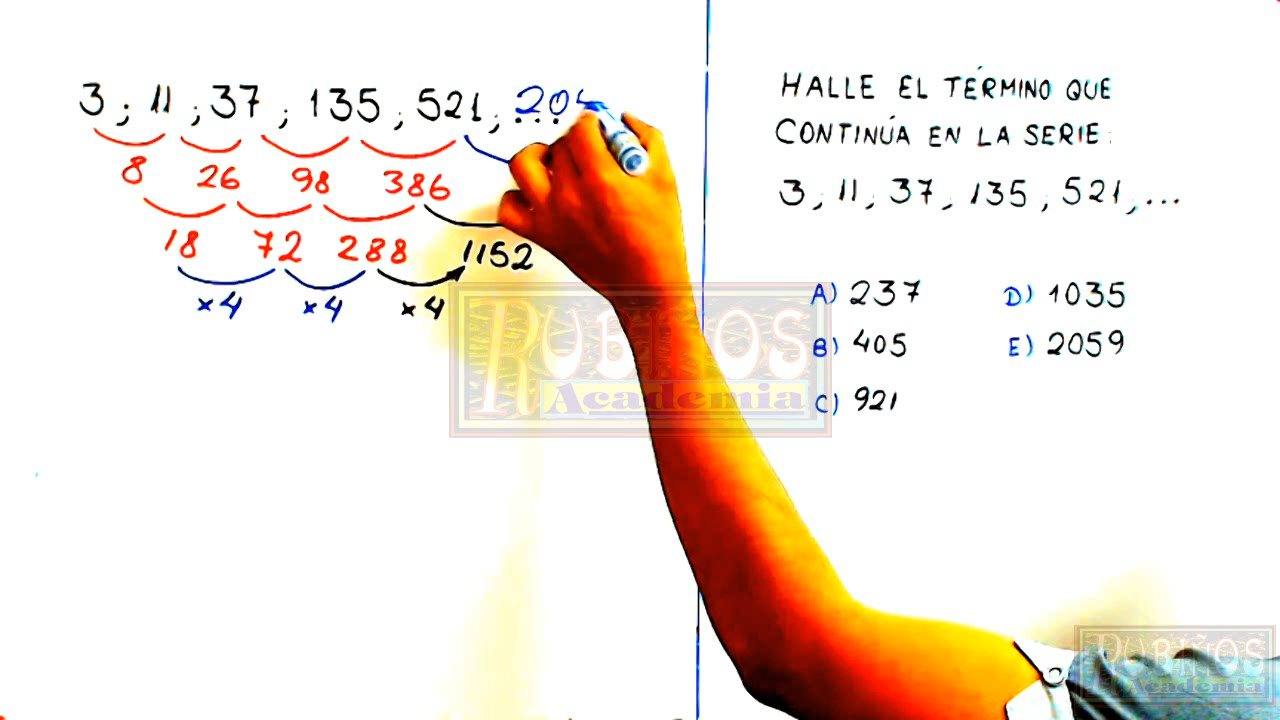 3 ; 11 ; 37 ; 135 ; 521, ... 20
8 26 98 386
18 72 288 1152
×4 ×4 ×4
HALLE EL TÉRMINO QUE
CONTINÚA EN LA SERIE:
3, 11, 37, 135, 521, ...
A) 237 D) 1035
B) 405 E) 2059
C) 921
Academia
Academia